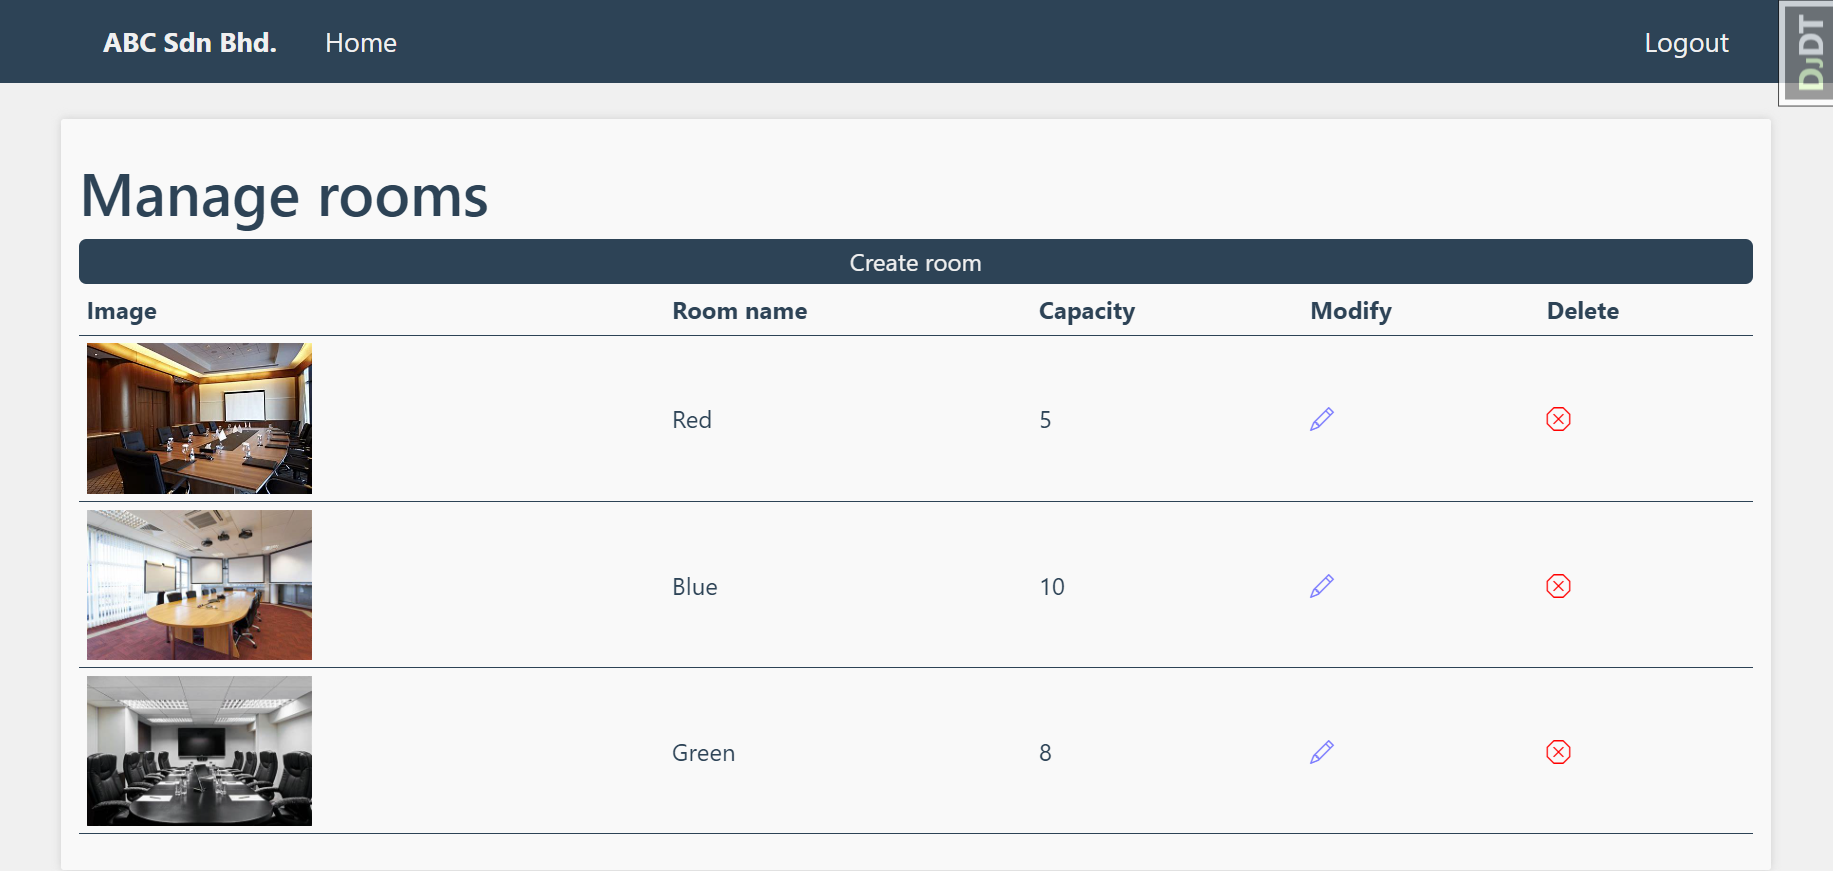 ABC Sdn Bhd. Home Logout
DJDT
Manage rooms
Create room
Image Room name Capacity Modify Delete
Red 5
Blue 10
Green 8